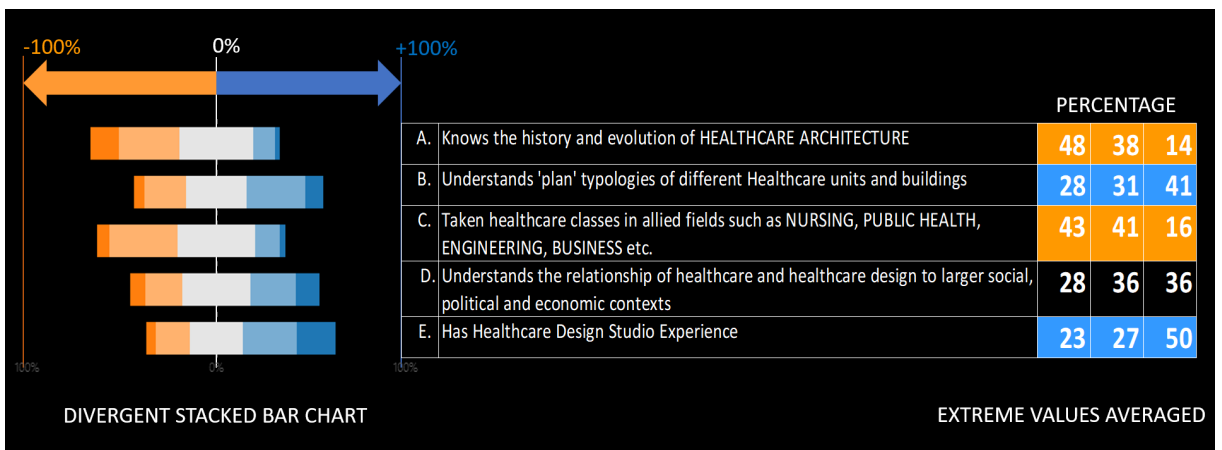 -100%
0%
+100%
PERCENTAGE
A. Knows the history and evolution of HEALTHCARE ARCHITECTURE 48 38 14
B. Understands 'plan' typologies of different Healthcare units and buildings 28 31 41
C. Taken healthcare classes in allied fields such as NURSING, PUBLIC HEALTH,
ENGINEERING, BUSINESS etc. 43 41 16
D. Understands the relationship of healthcare and healthcare design to larger social,
political and economic contexts 28 36 36
E. Has Healthcare Design Studio Experience 23 27 50
100%
0%
100%
DIVERGENT STACKED BAR CHART
EXTREME VALUES AVERAGED